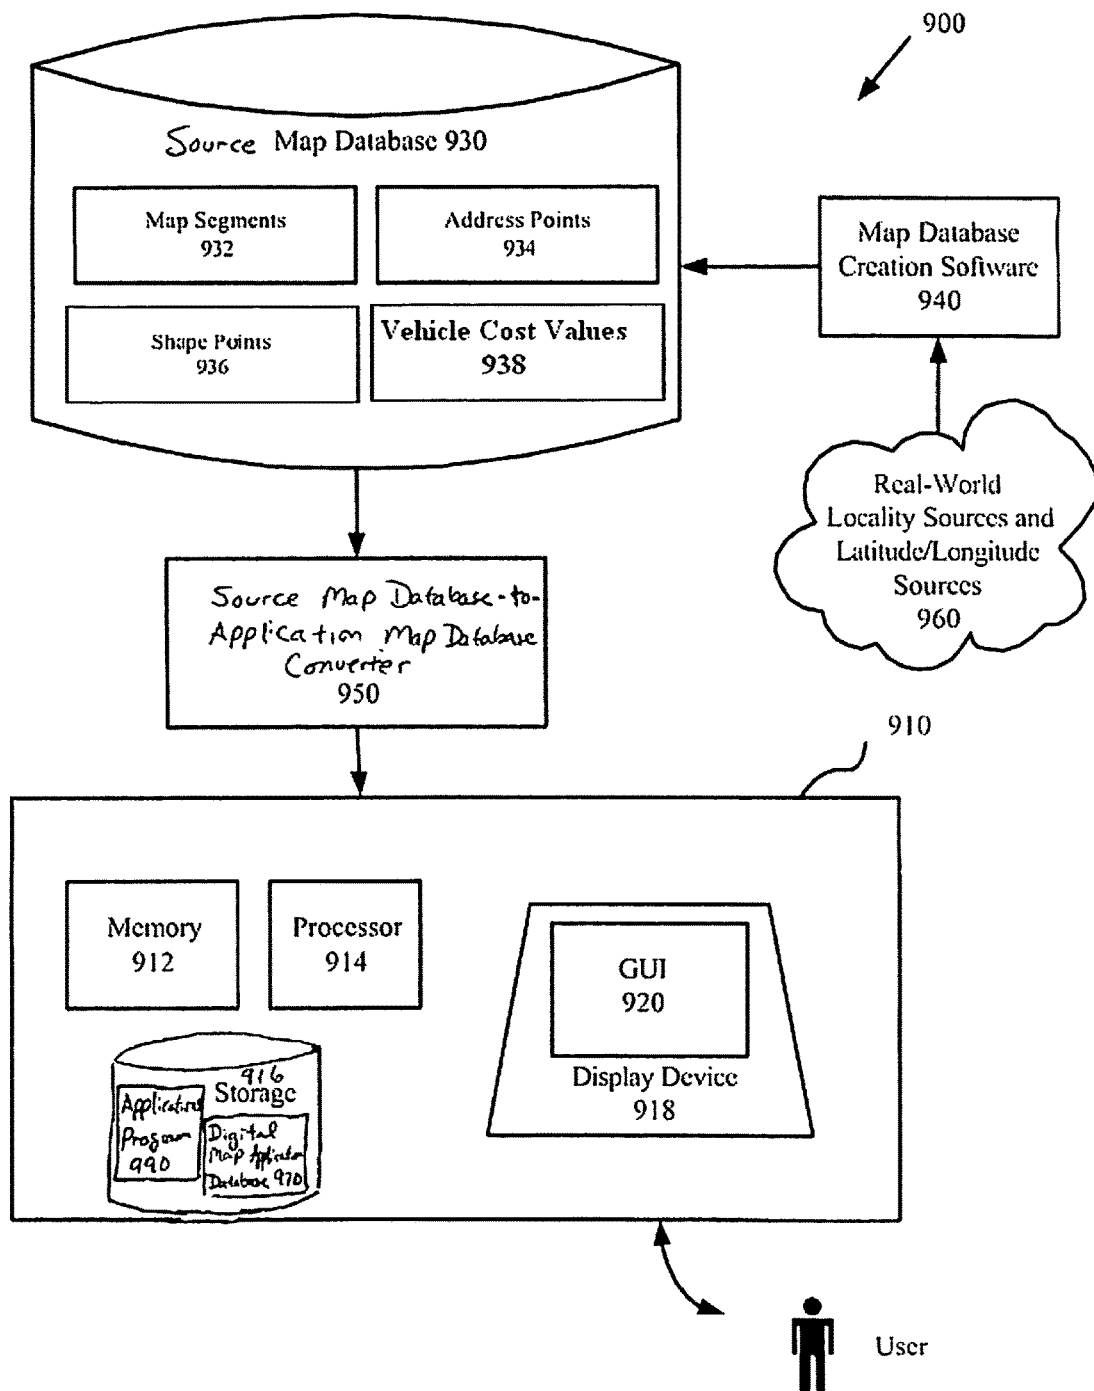 900
Source Map Database 930
Map Segments
932
Address Points
934
Shape Points
936
Vehicle Cost Values
938
Map Database
Creation Software
940
Real-World
Locality Sources and
Latitude/Longitude
Sources
960
Source Map Database-to-
Application Map Database
Converter
950
910
Memory
912
Processor
914
916
Storage
Applications
Program
990
Digital
Map Application
Database 970
GUI
920
Display Device
918
User